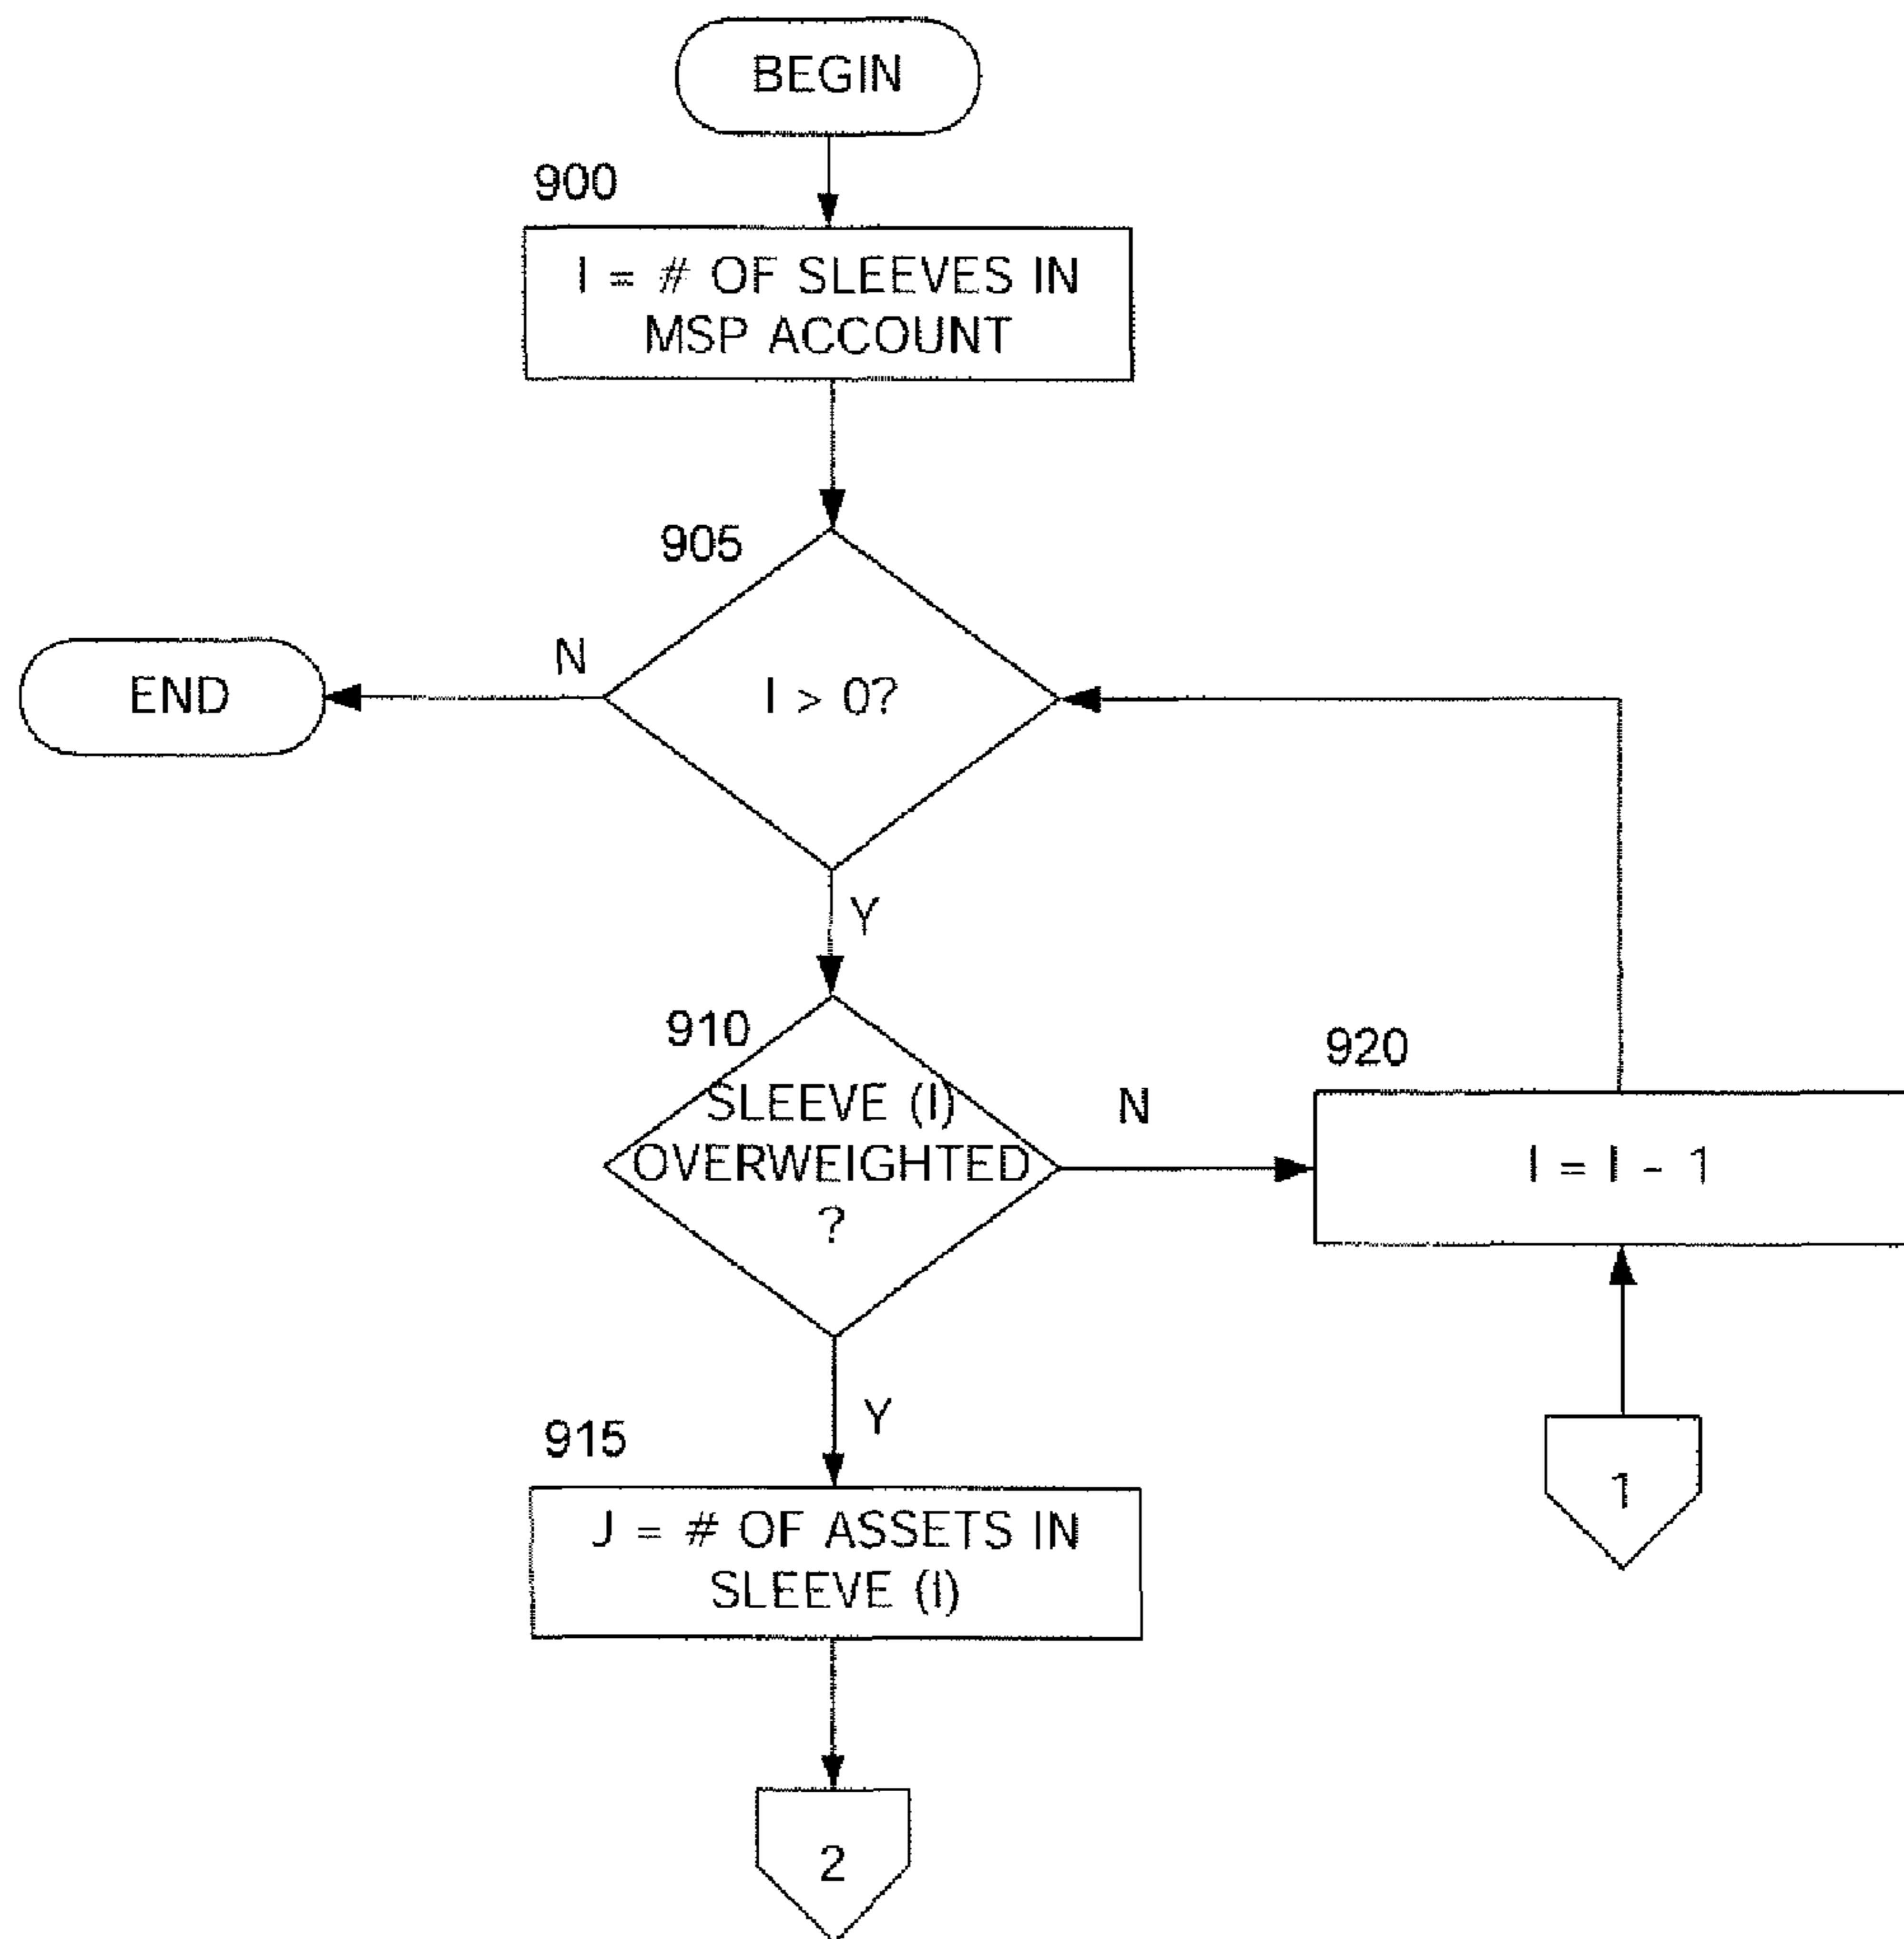 BEGIN
900
I = # OF SLEEVES IN
MSP ACCOUNT
905
I > 0?
N
END
Y
910
SLEEVE (I)
OVERWEIGHTED
?
N
920
I = I - 1
Y
915
J = # OF ASSETS IN
SLEEVE (I)
1
2